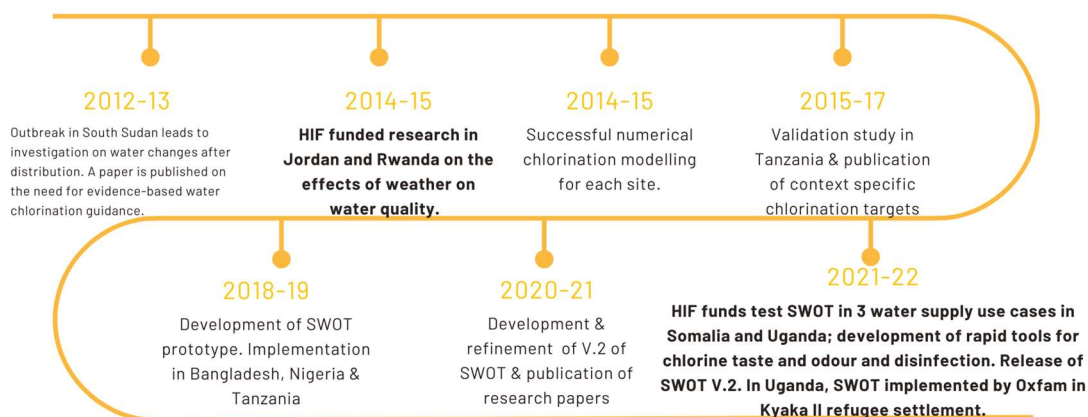 2012-13
Outbreak in South Sudan leads to
investigation on water changes after
distribution. A paper is published on
the need for evidence-based water
chlorination guidance.
2014-15
HIF funded research in
Jordan and Rwanda on the
effects of weather on
water quality.
2014-15
Successful numerical
chlorination modelling
for each site.
2015-17
Validation study in
Tanzania & publication
of context specific
chlorination targets
2018-19
Development of SWOT
prototype. Implementation
in Bangladesh, Nigeria &
Tanzania
2020-21
Development &
refinement of V.2 of
SWOT & publication of
research papers
2021-22
HIF funds test SWOT in 3 water supply use cases in
Somalia and Uganda; development of rapid tools for
chlorine taste and odour and disinfection. Release of
SWOT V.2. In Uganda, SWOT implemented by Oxfam in
Kyaka II refugee settlement.